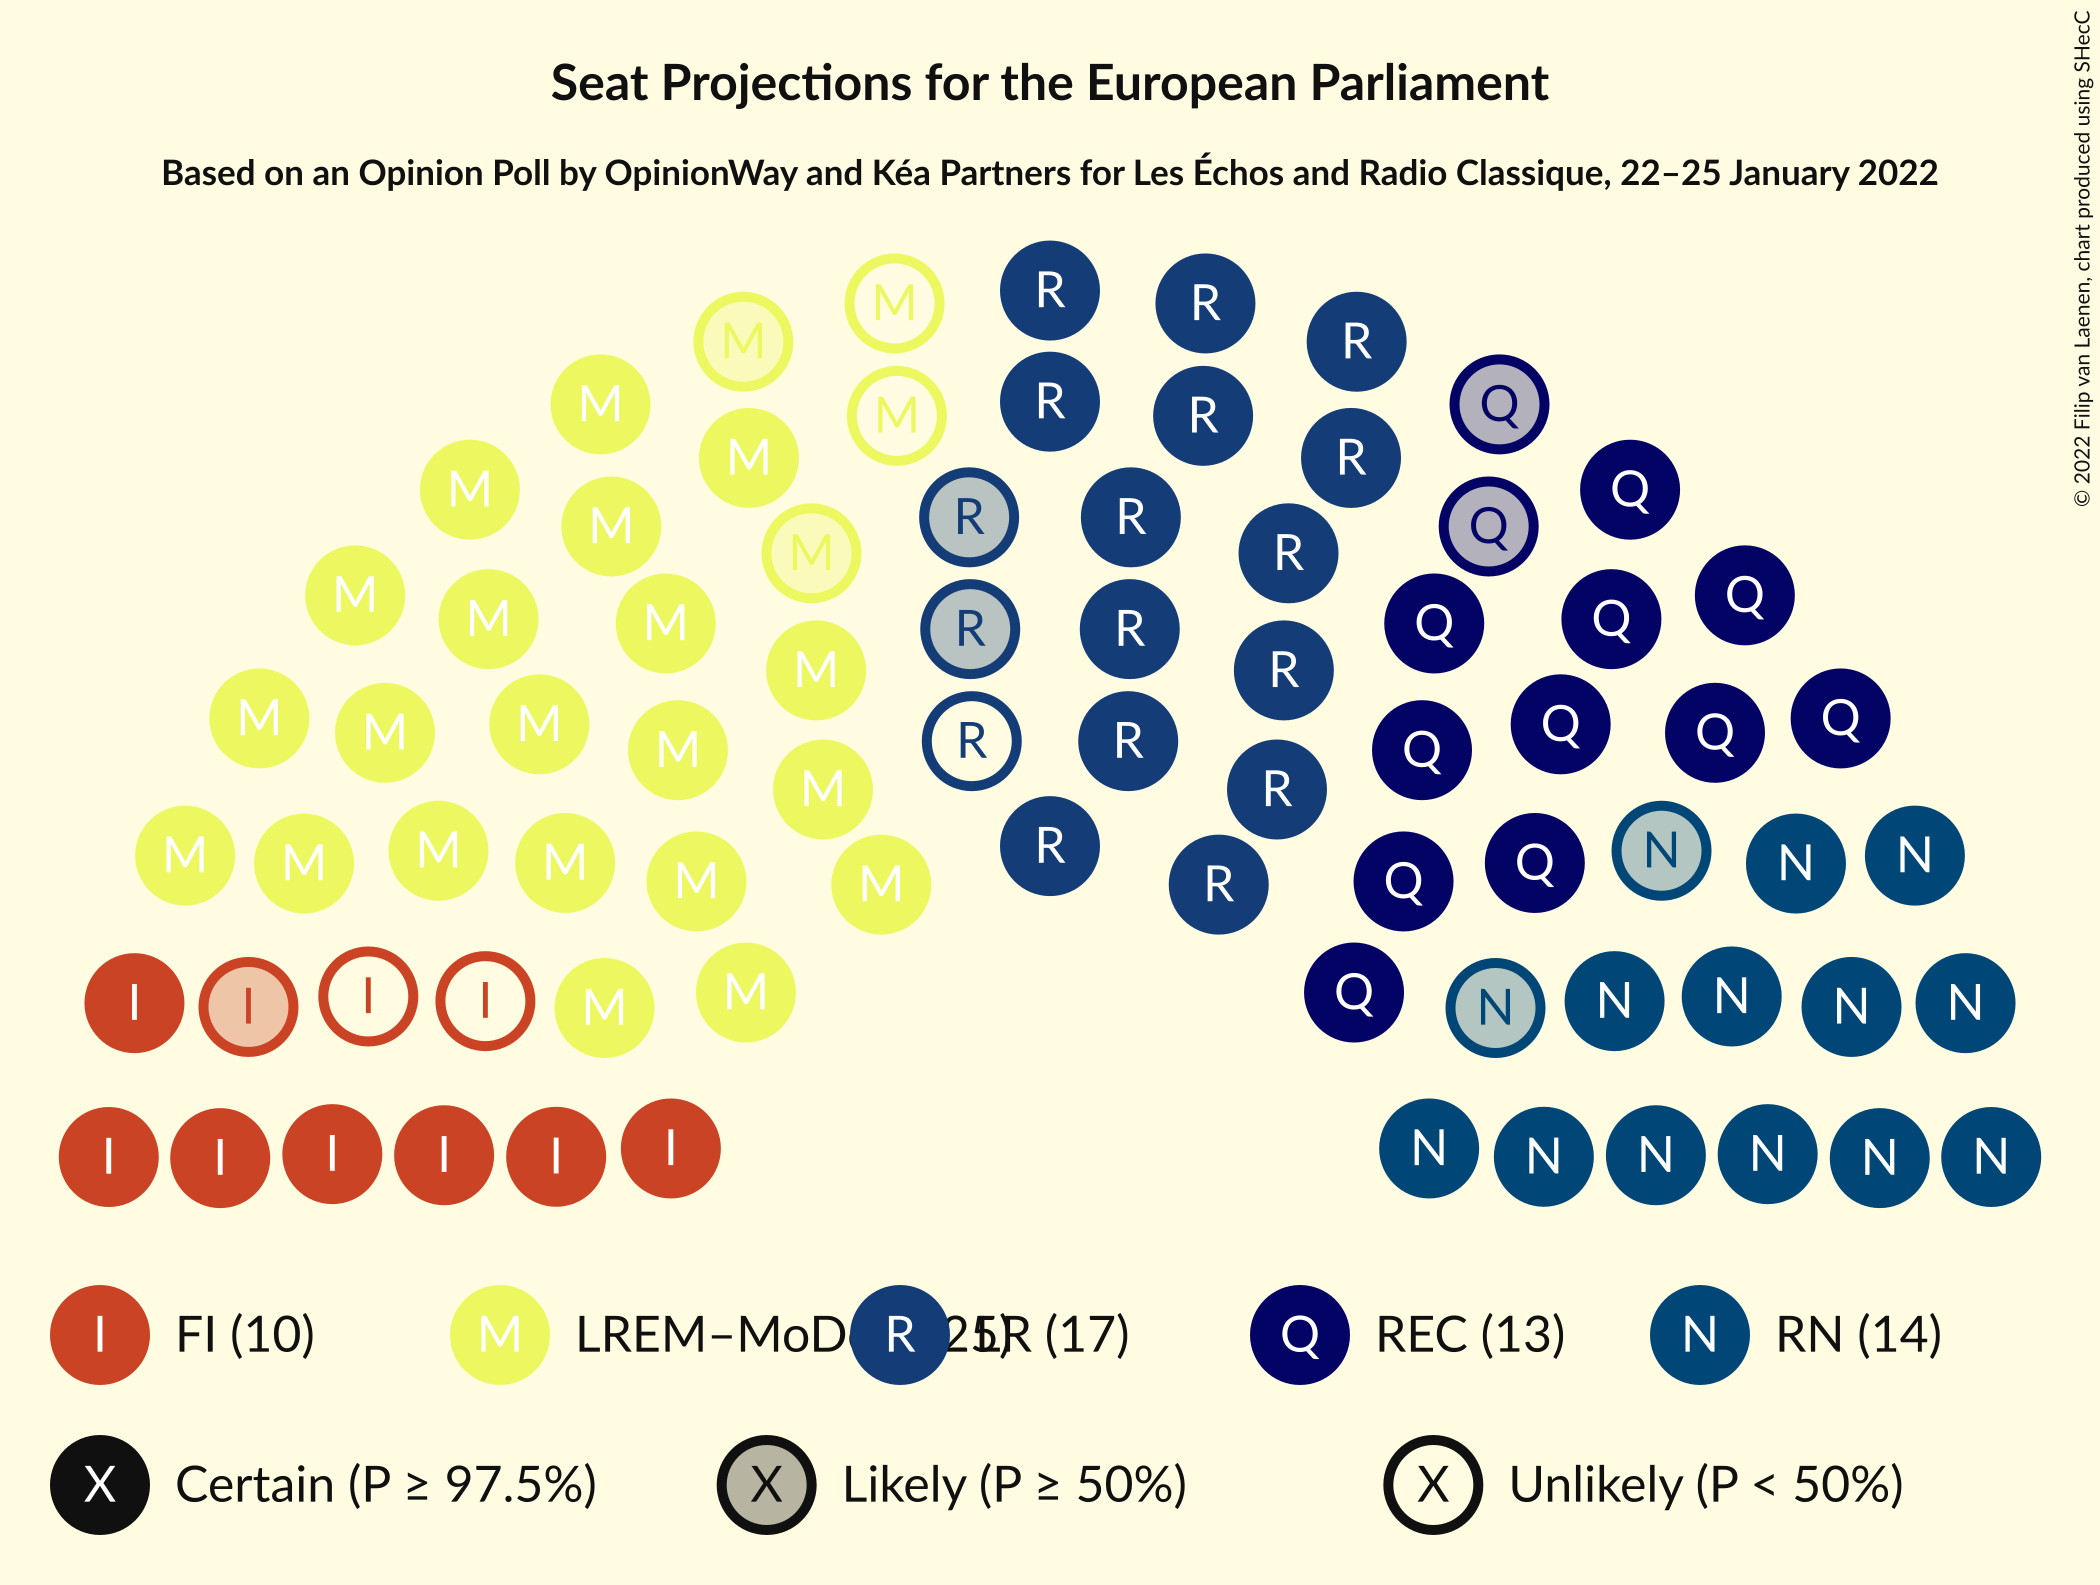 Seat Projections for the European Parliament
Based on an Opinion Poll by OpinionWay and Kéa Partners for Les Échos and Radio Classique, 22–25 January 2022
© 2022 Filip van Laenen, chart produced using SHecC
M R R
M R
M M R R Q
M R
M Q
M R R Q
M R
M Q
M M R R Q Q
M R
M M M M R R Q Q Q Q
M R
M M M M M M R R Q Q N N N
I I I I M M Q N N N N N
I I I I I I N N N N N N
I FI (10)
M LREM–MoD 25)
R LR (17)
Q REC (13)
N RN (14)
X Certain (P ≥ 97.5%)
X Likely (P ≥ 50%)
X Unlikely (P < 50%)